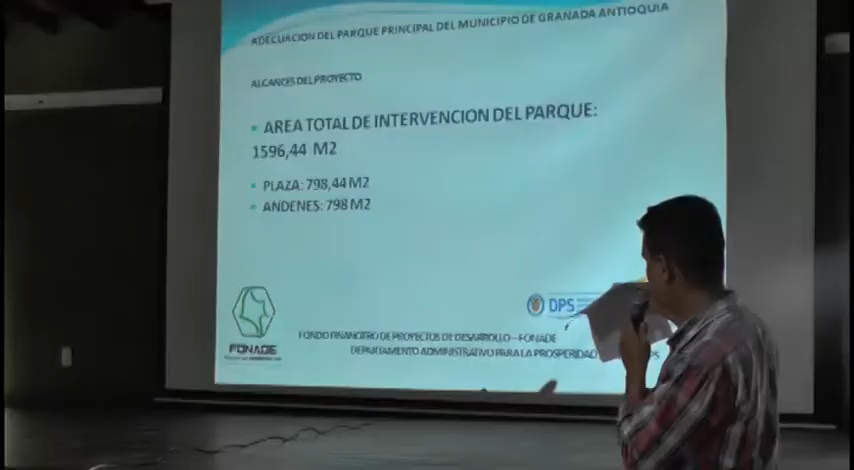 ADECUACION DEL PARQUE PRINCIPAL DEL MUNICIPIO DE GRANADA ANTIOQUIA
ALCANCES DEL PROYECTO
• AREA TOTAL DE INTERVENCION DEL PARQUE:
1596,44 M2
• PLAZA: 798,44 M2
• ANDENES: 798 M2
DPS
FONADE
FONDO FINANCITRO DE PROYECTOS DE DESARROLLO – FONADE
DEPARTAMENTO ADMINISTRATIVO PARA LA PROSPERIDAD